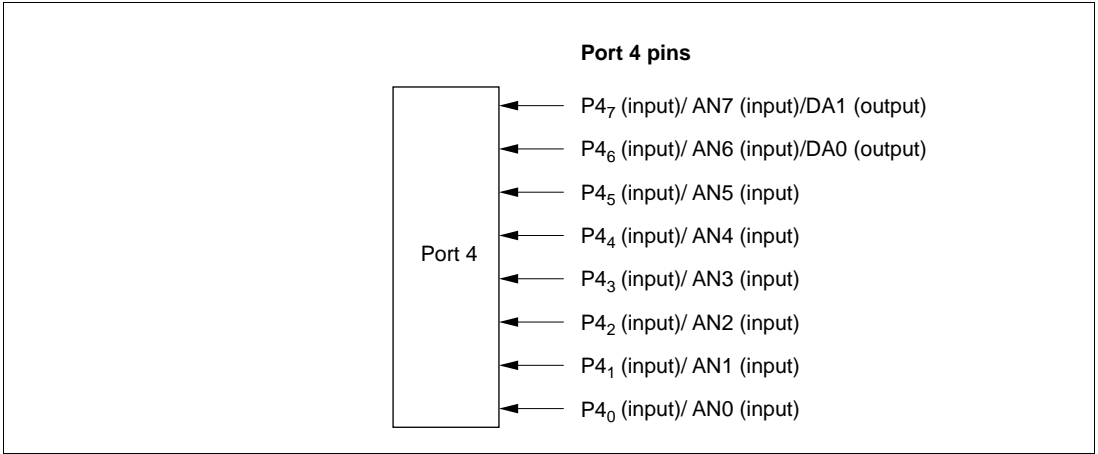 Port 4 pins
P4₇ (input)/ AN7 (input)/DA1 (output)
P4₆ (input)/ AN6 (input)/DA0 (output)
P4₅ (input)/ AN5 (input)
P4₄ (input)/ AN4 (input)
Port 4
P4₃ (input)/ AN3 (input)
P4₂ (input)/ AN2 (input)
P4₁ (input)/ AN1 (input)
P4₀ (input)/ AN0 (input)